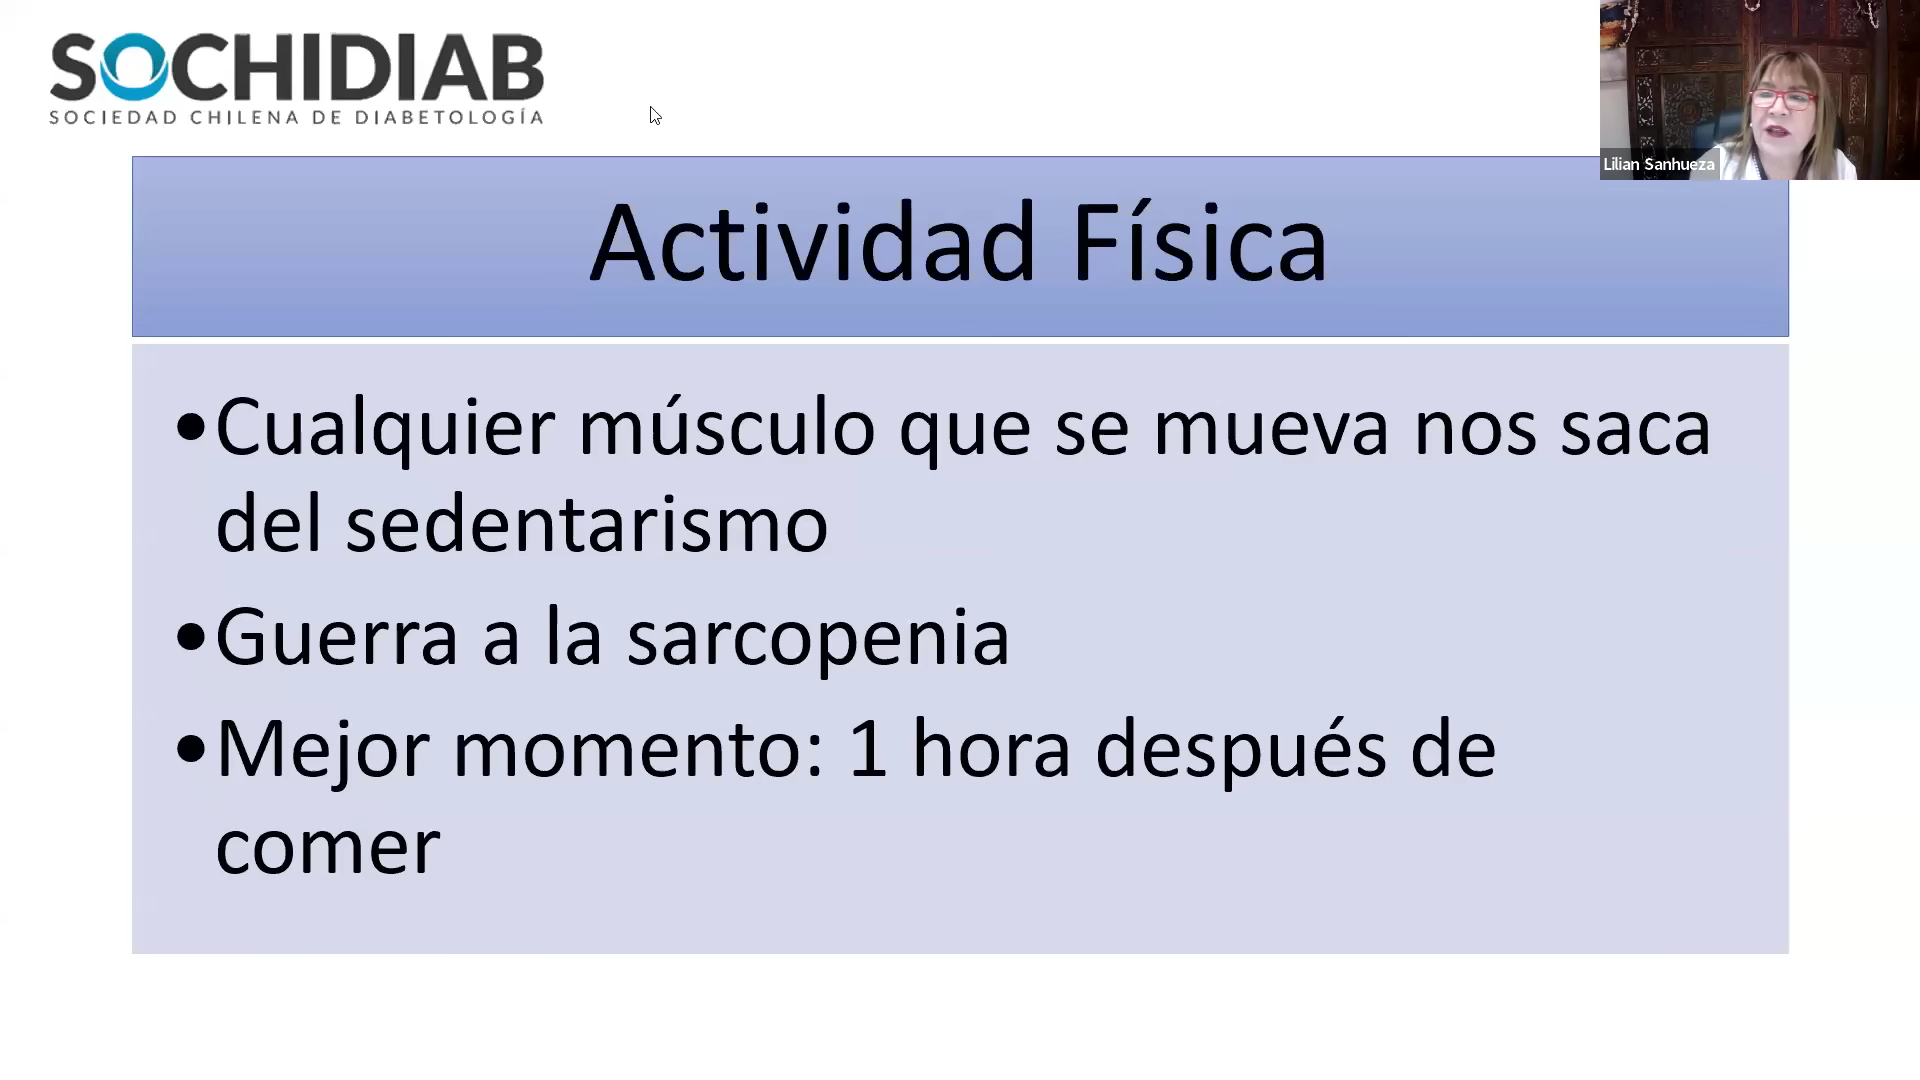 SOCHIDIAB
SOCIEDAD CHILENA DE DIABETOLOGÍA
Lilian Sanhueza
Actividad Física
•Cualquier músculo que se mueva nos saca
del sedentarismo
•Guerra a la sarcopenia
•Mejor momento: 1 hora después de
comer